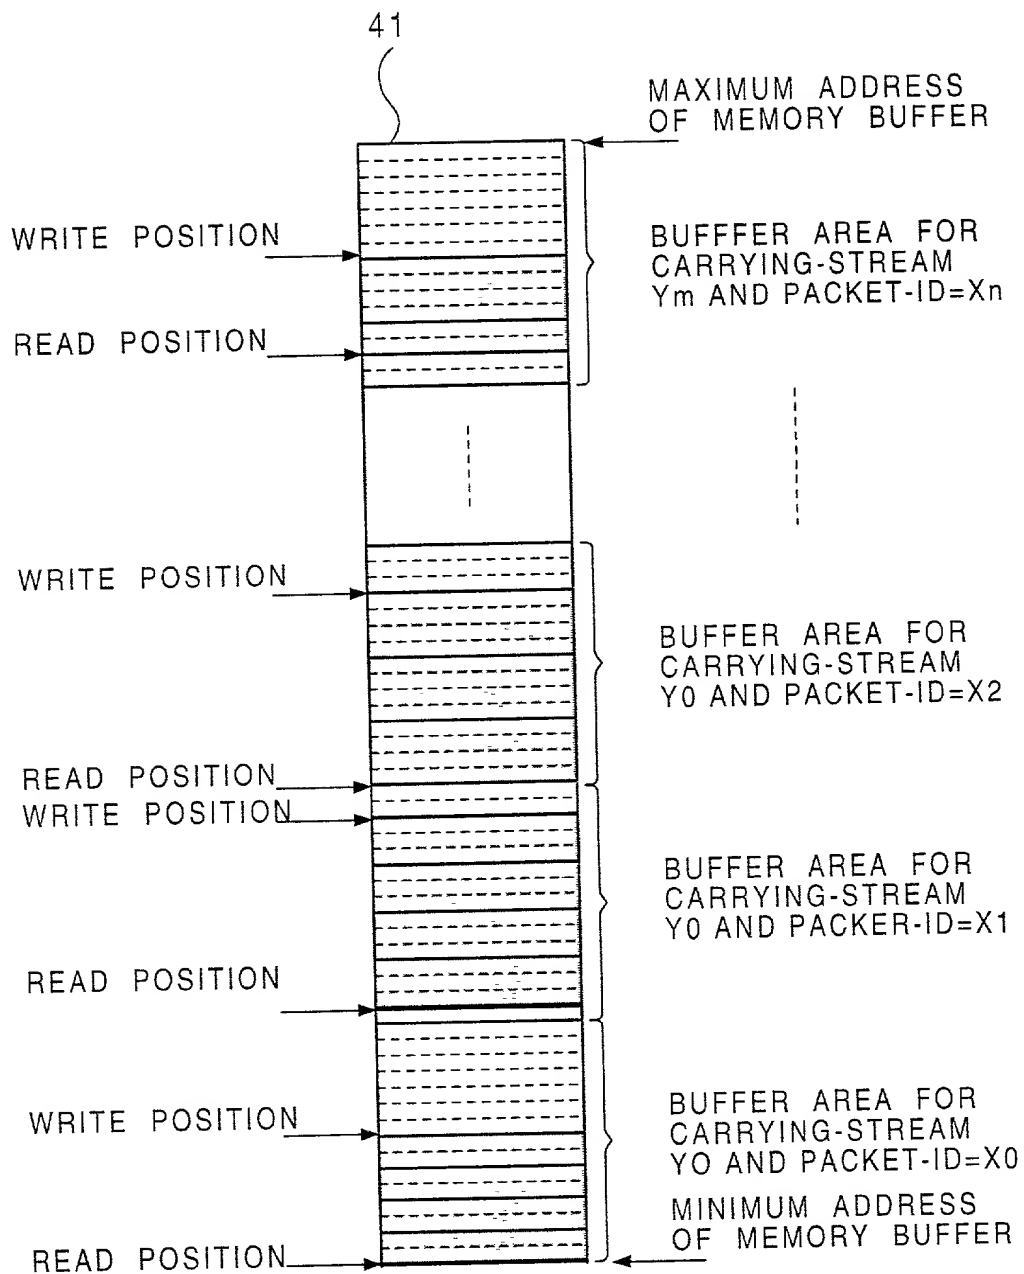 41
MAXIMUM ADDRESS
OF MEMORY BUFFER
WRITE POSITION
BUFFFER AREA FOR
CARRYING-STREAM
Ym AND PACKET-ID=Xn
READ POSITION
WRITE POSITION
BUFFER AREA FOR
CARRYING-STREAM
Y0 AND PACKET-ID=X2
READ POSITION
WRITE POSITION
BUFFER AREA FOR
CARRYING-STREAM
Y0 AND PACKER-ID=X1
READ POSITION
WRITE POSITION
BUFFER AREA FOR
CARRYING-STREAM
YO AND PACKET-ID=X0
MINIMUM ADDRESS
OF MEMORY BUFFER
READ POSITION